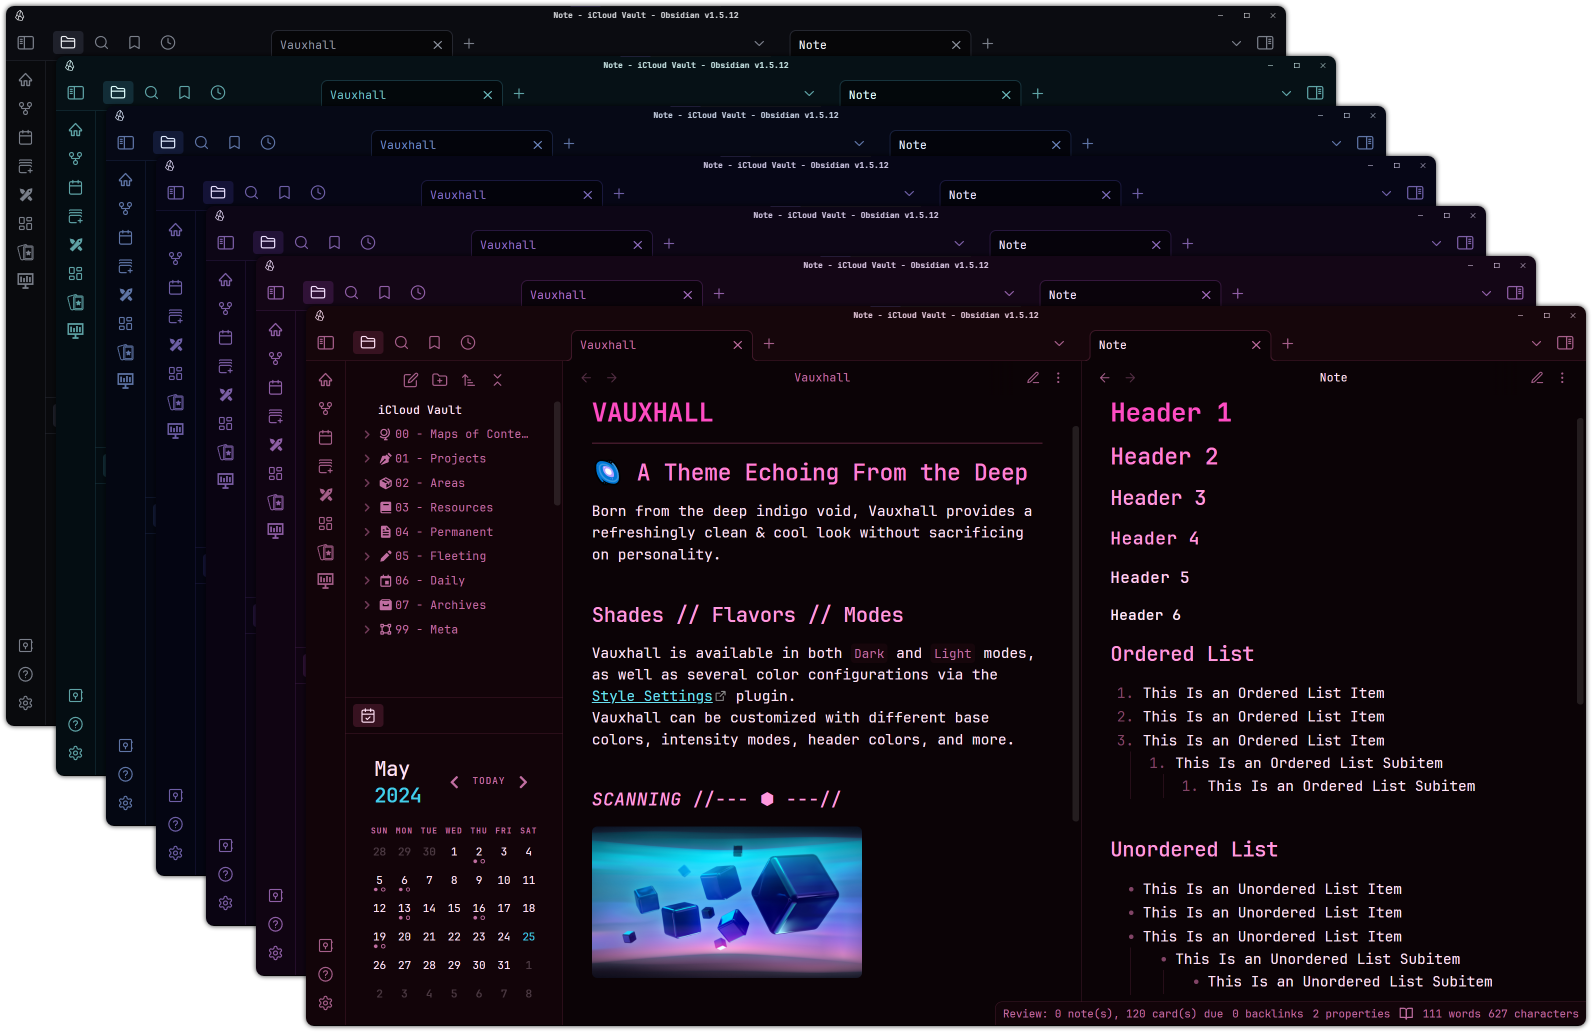 Note - iCloud Vault - Obsidian v1.5.12
Vauxhall
Note
Note - iCloud Vault - Obsidian v1.5.12
Vauxhall
Note
Note - iCloud Vault - Obsidian v1.5.12
Vauxhall
Note
Note - iCloud Vault - Obsidian v1.5.12
Vauxhall
Note
Note - iCloud Vault - Obsidian v1.5.12
Vauxhall
Note
Note - iCloud Vault - Obsidian v1.5.12
Vauxhall
Note
Note - iCloud Vault - Obsidian v1.5.12
Vauxhall
Note
iCloud Vault
00 - Maps of Conte…
01 - Projects
02 - Areas
03 - Resources
04 - Permanent
05 - Fleeting
06 - Daily
07 - Archives
99 - Meta
May
2024
TODAY
SUN MON TUE WED THU FRI SAT
28 29 30 1 2 3 4
5 6 7 8 9 10 11
12 13 14 15 16 17 18
19 20 21 22 23 24 25
26 27 28 29 30 31 1
2 3 4 5 6 7 8
Vauxhall
VAUXHALL
A Theme Echoing From the Deep
Born from the deep indigo void, Vauxhall provides a
refreshingly clean & cool look without sacrificing
on personality.
Shades // Flavors // Modes
Vauxhall is available in both Dark and Light modes,
as well as several color configurations via the
Style Settings plugin.
Vauxhall can be customized with different base
colors, intensity modes, header colors, and more.
SCANNING //--- ⬢ ---//
Note
Header 1
Header 2
Header 3
Header 4
Header 5
Header 6
Ordered List
1. This Is an Ordered List Item
2. This Is an Ordered List Item
3. This Is an Ordered List Item
1. This Is an Ordered List Subitem
1. This Is an Ordered List Subitem
Unordered List
• This Is an Unordered List Item
• This Is an Unordered List Item
• This Is an Unordered List Item
• This Is an Unordered List Subitem
• This Is an Unordered List Subitem
Review: 0 note(s), 120 card(s) due 0 backlinks 2 properties 111 words 627 characters